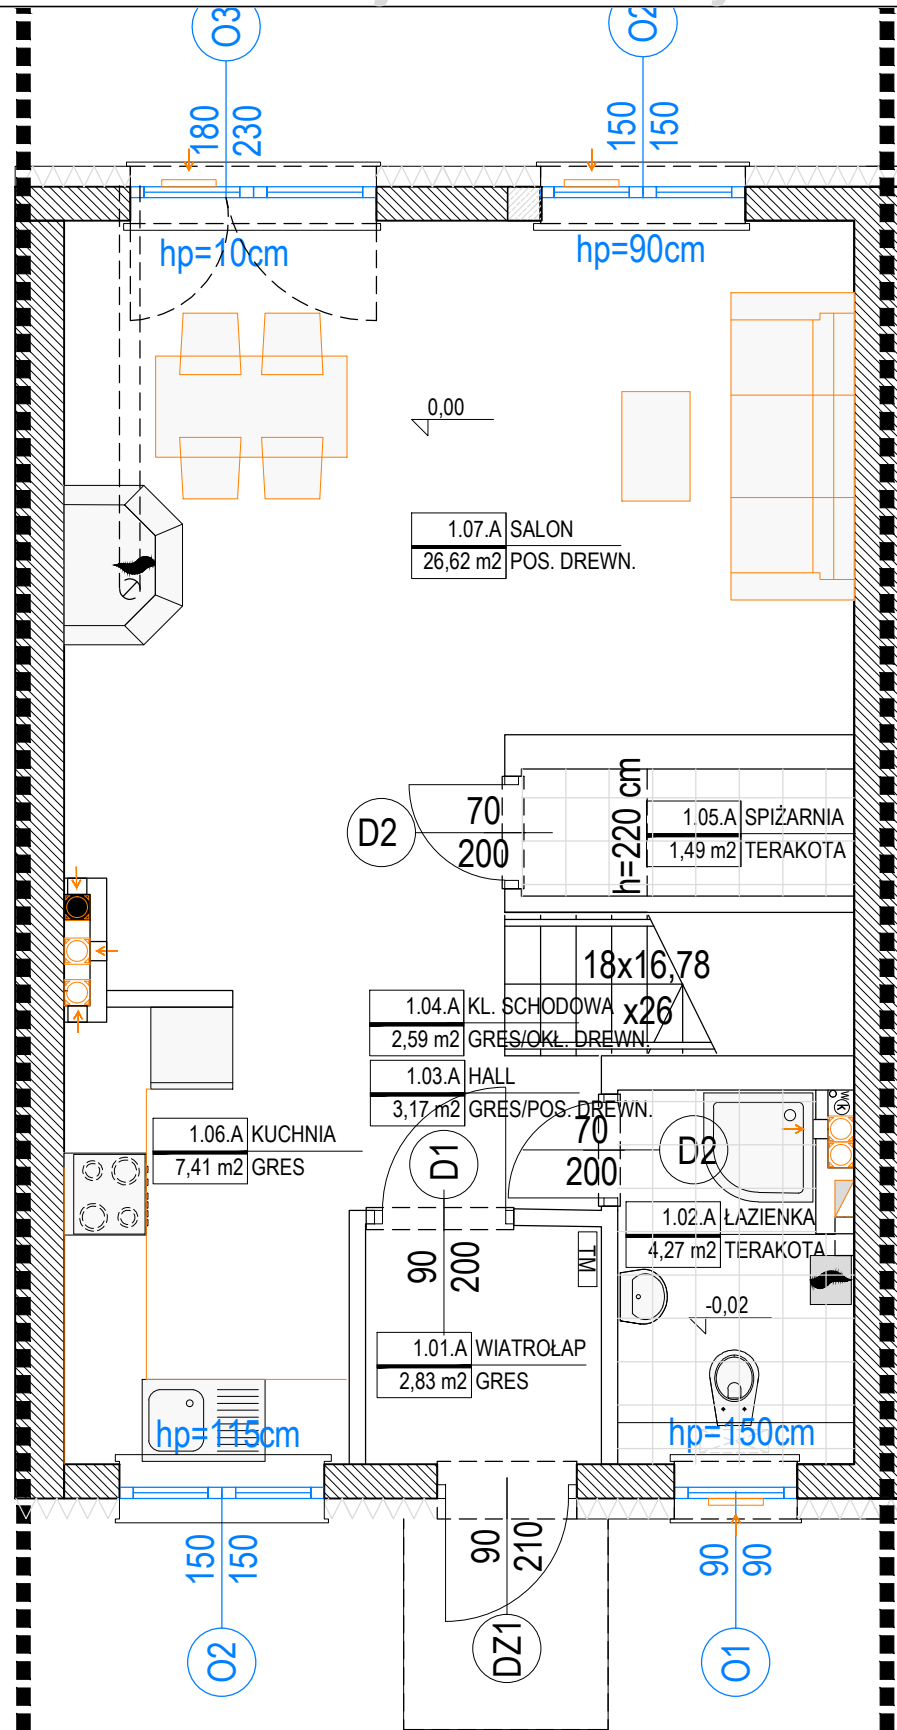 O3
O2
180
230
150
150
hp=10cm
hp=90cm
0,00
1.07.A SALON
26,62 m2 POS. DREWN.
D2
70
200
h=220 cm
1.05.A SPIŻARNIA
1,49 m2 TERAKOTA
18x16,78
x26
1.04.A KL. SCHODOWA
2,59 m2 GRES/OKŁ. DREWN.
1.03.A HALL
3,17 m2 GRES/POS. DREWN.
1.06.A KUCHNIA
7,41 m2 GRES
D1
90
200
70
200
D2
1.02.A ŁAZIENKA
4,27 m2 TERAKOTA
TM
-0,02
1.01.A WIATROŁAP
2,83 m2 GRES
hp=115cm
hp=150cm
150
150
90
210
90
90
O2
DZ1
O1